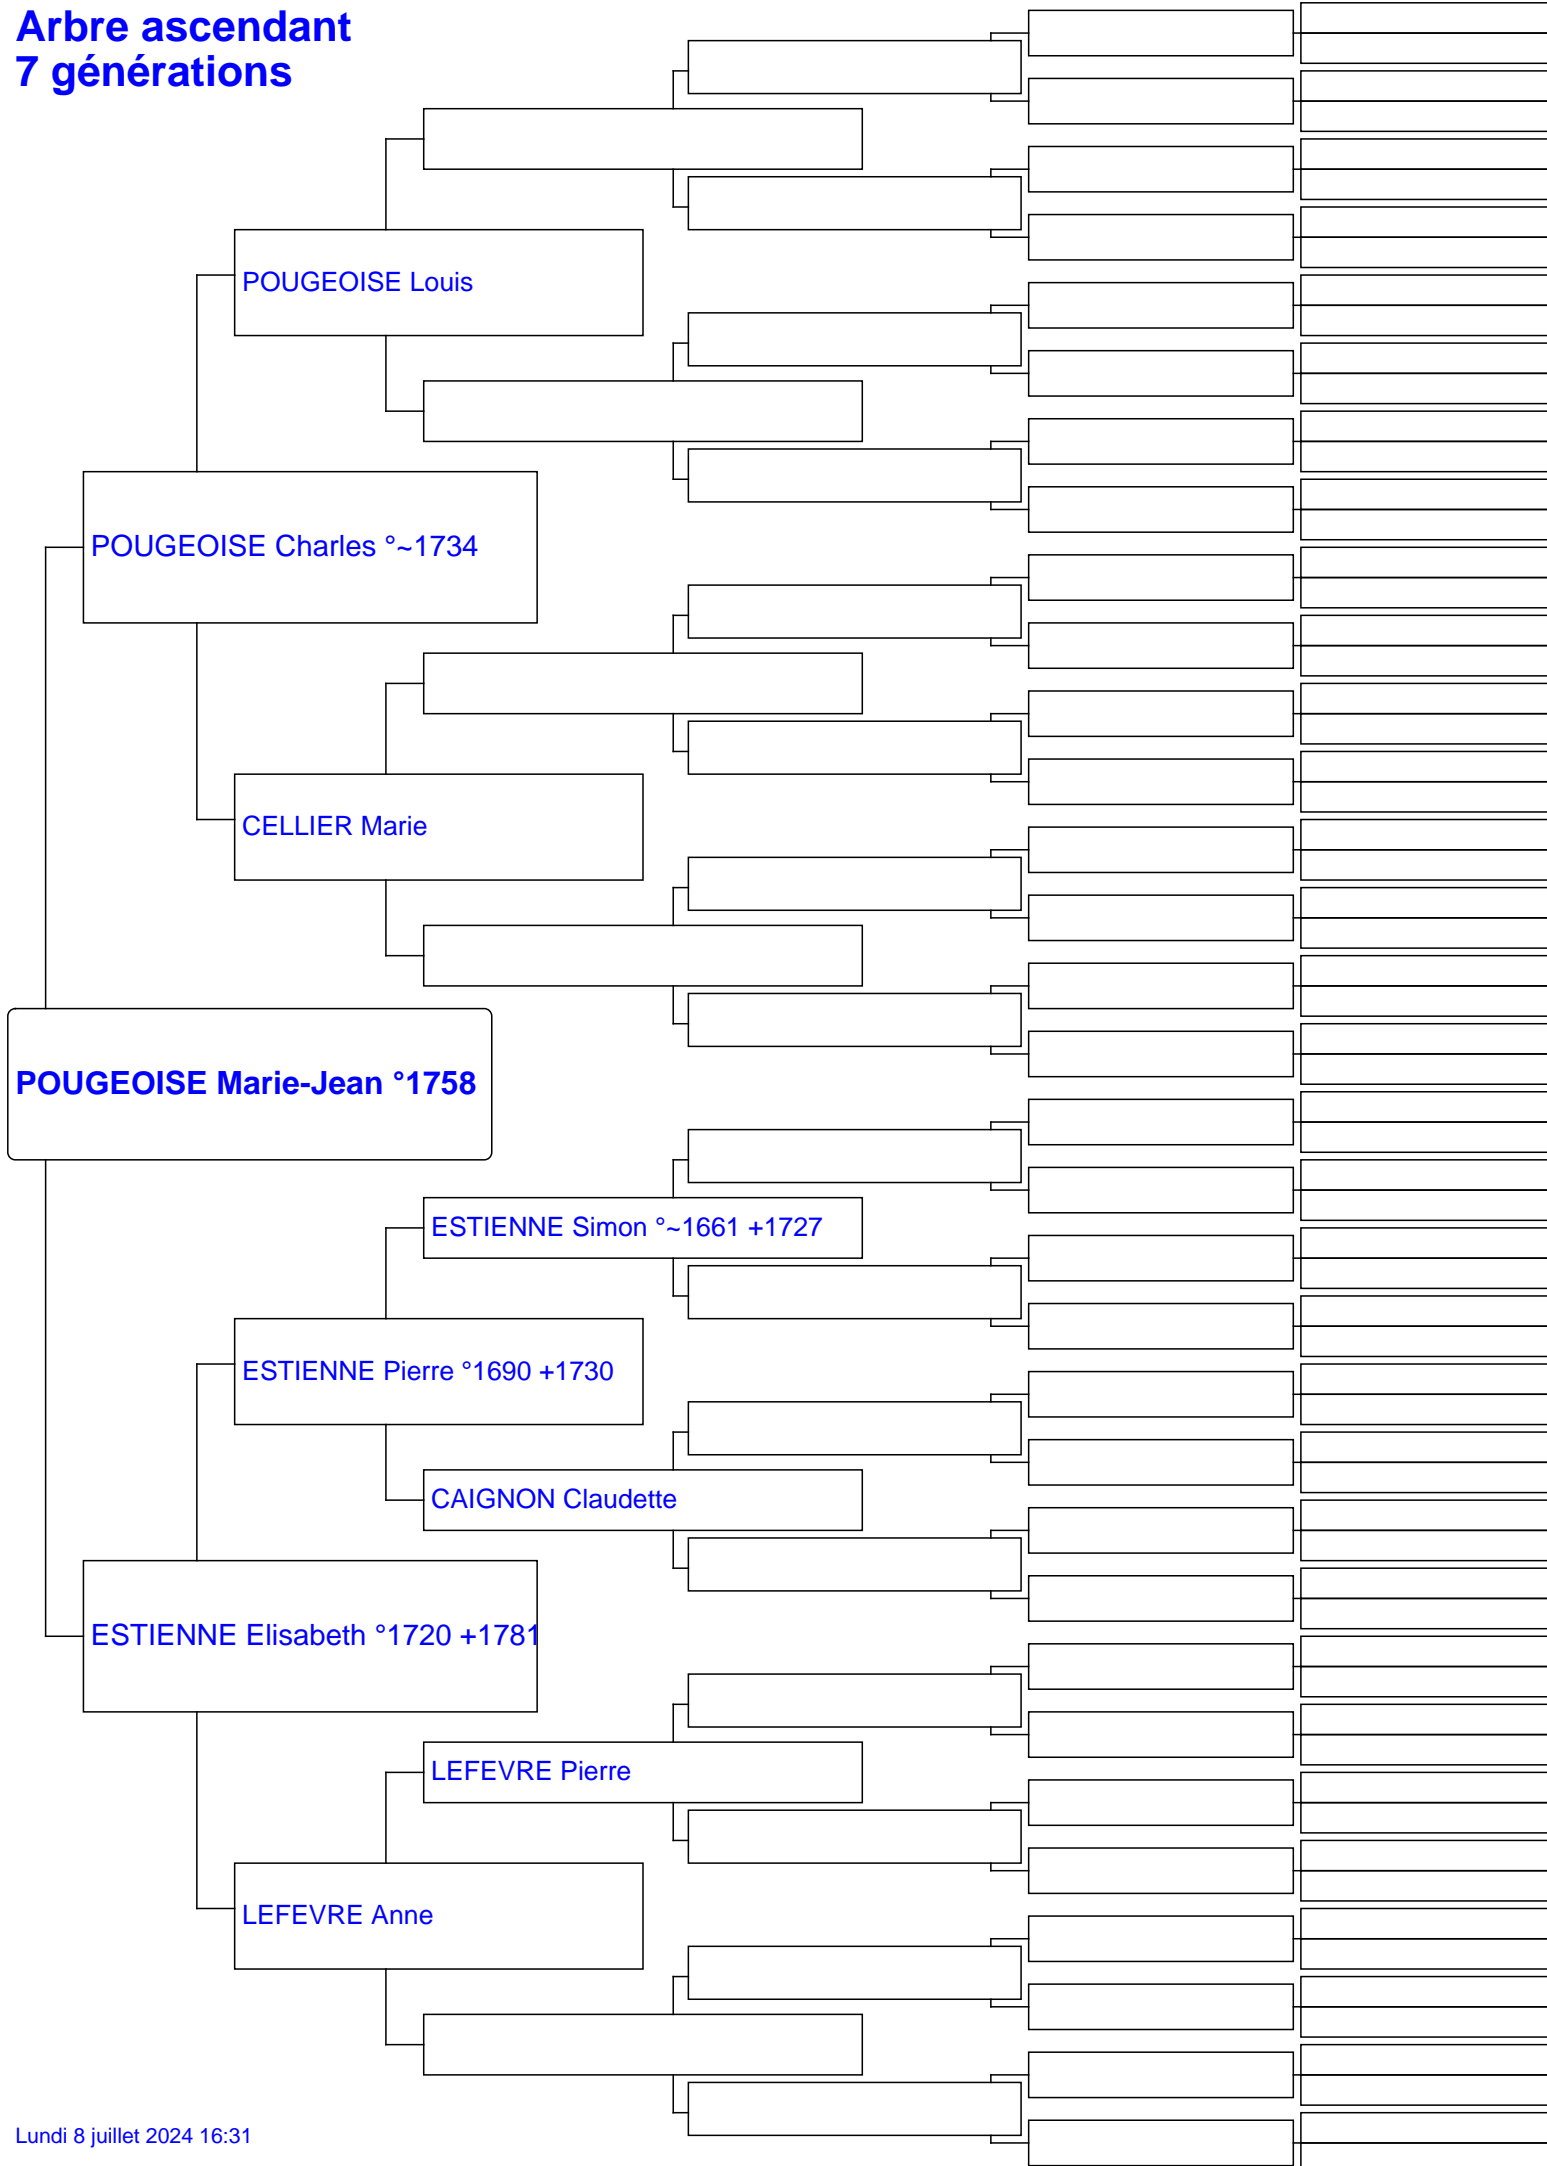 Arbre ascendant
7 générations
POUGEOISE Louis
POUGEOISE Charles °~1734
CELLIER Marie
POUGEOISE Marie-Jean °1758
ESTIENNE Simon °~1661 +1727
ESTIENNE Pierre °1690 +1730
CAIGNON Claudette
ESTIENNE Elisabeth °1720 +1781
LEFEVRE Pierre
LEFEVRE Anne
Lundi 8 juillet 2024 16:31